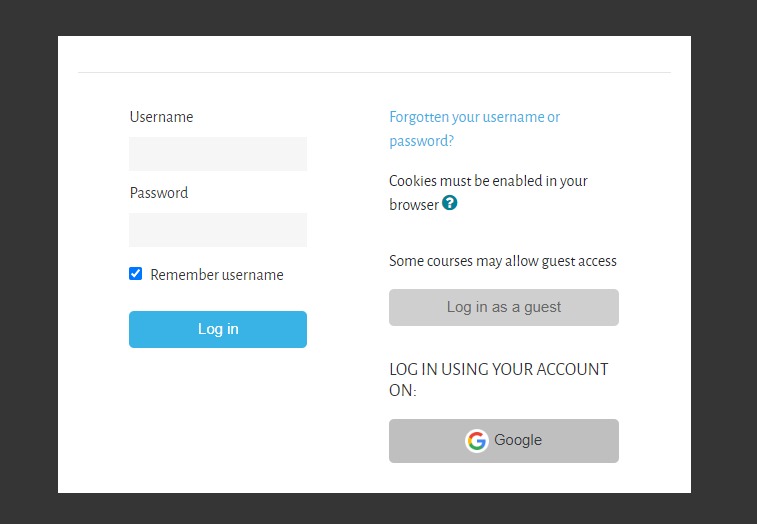 Username
Password
Remember username
Log in
Forgotten your username or
password?
Cookies must be enabled in your
browser ?
Some courses may allow guest access
Log in as a guest
LOG IN USING YOUR ACCOUNT
ON:
G Google